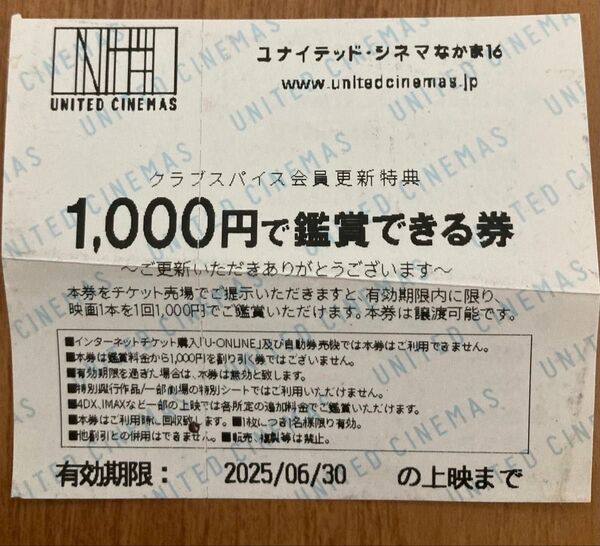 UNITED CINEMAS
ユナイテッド・シネマなかま16
www.unitedcinemas.jp
クラブスパイス会員更新特典
1,000円で鑑賞できる券
～ご更新いただきありがとうございます～
本券をチケット売場でご提示いただきますと、有効期限内に限り、
映画1本を1回1,000円でご鑑賞いただけます。本券は譲渡可能です。
■インターネットチケット購入「U-ONLINE」及び自動券売機では本券はご利用できません。
■本券は鑑賞料金から1,000円を割り引く券ではございません。
■有効期限を過ぎた場合は、本券は無効と致します。
■特別興行作品/一部劇場の特別シートではご利用いただけません。
■4DX、IMAXなど一部の上映では各所定の追加料金でご鑑賞いただけます。
■本券はご利用時に回収致します。■1枚につき1名様限り有効。
■他割引との併用はできません。■転売、複製等は禁止。
有効期限： 2025/06/30 の上映まで